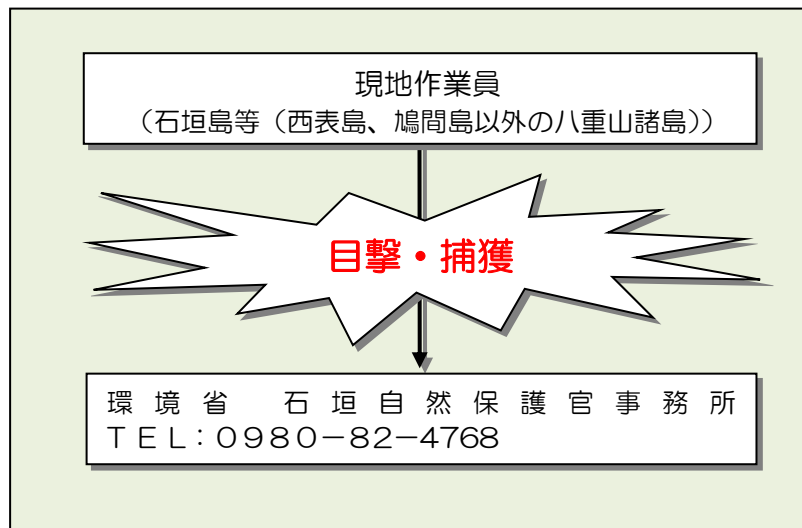 現地作業員
（石垣島等（西表島、鳩間島以外の八重山諸島））
目撃・捕獲
環境省　石垣自然保護官事務所
ＴＥＬ：０９８０－８２－4768